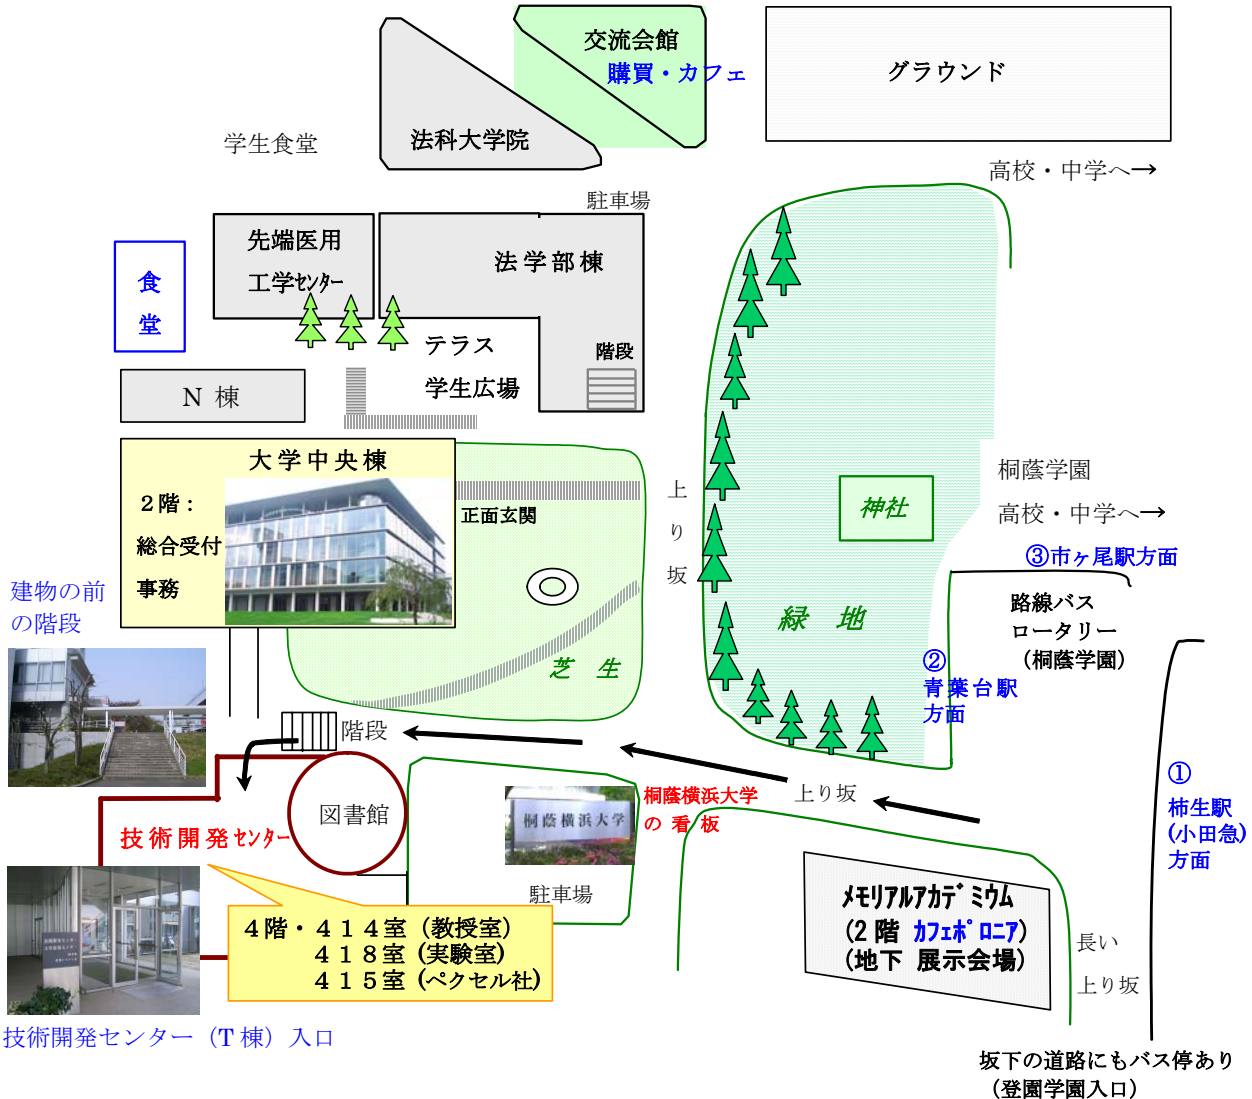 交流会館
購買・カフェ
グラウンド
法科大学院
学生食堂
高校・中学へ→
駐車場
先端医用
工学センター
法学部棟
食
堂
テラス
学生広場
階段
N 棟
大学中央棟
2階：
総合受付
事務
正面玄関
上
り
坂
神社
桐蔭学園
高校・中学へ→
③市ヶ尾駅方面
路線バス
ロータリー
（桐蔭学園）
建物の前
の階段
緑 地
芝 生
②
青葉台駅
方面
階段
①
柿生駅
(小田急)
方面
上り坂
桐蔭横浜大学
の 看 板
桐蔭横浜大学
図書館
技術開発センター
駐車場
4階・414室（教授室）
418室（実験室）
415室（ペクセル社）
メモリアルアカデミウム
(2階 カフェポロニア)
(地下 展示会場)
長い
上り坂
技術開発センター（T棟）入口
坂下の道路にもバス停あり
（登園学園入口）